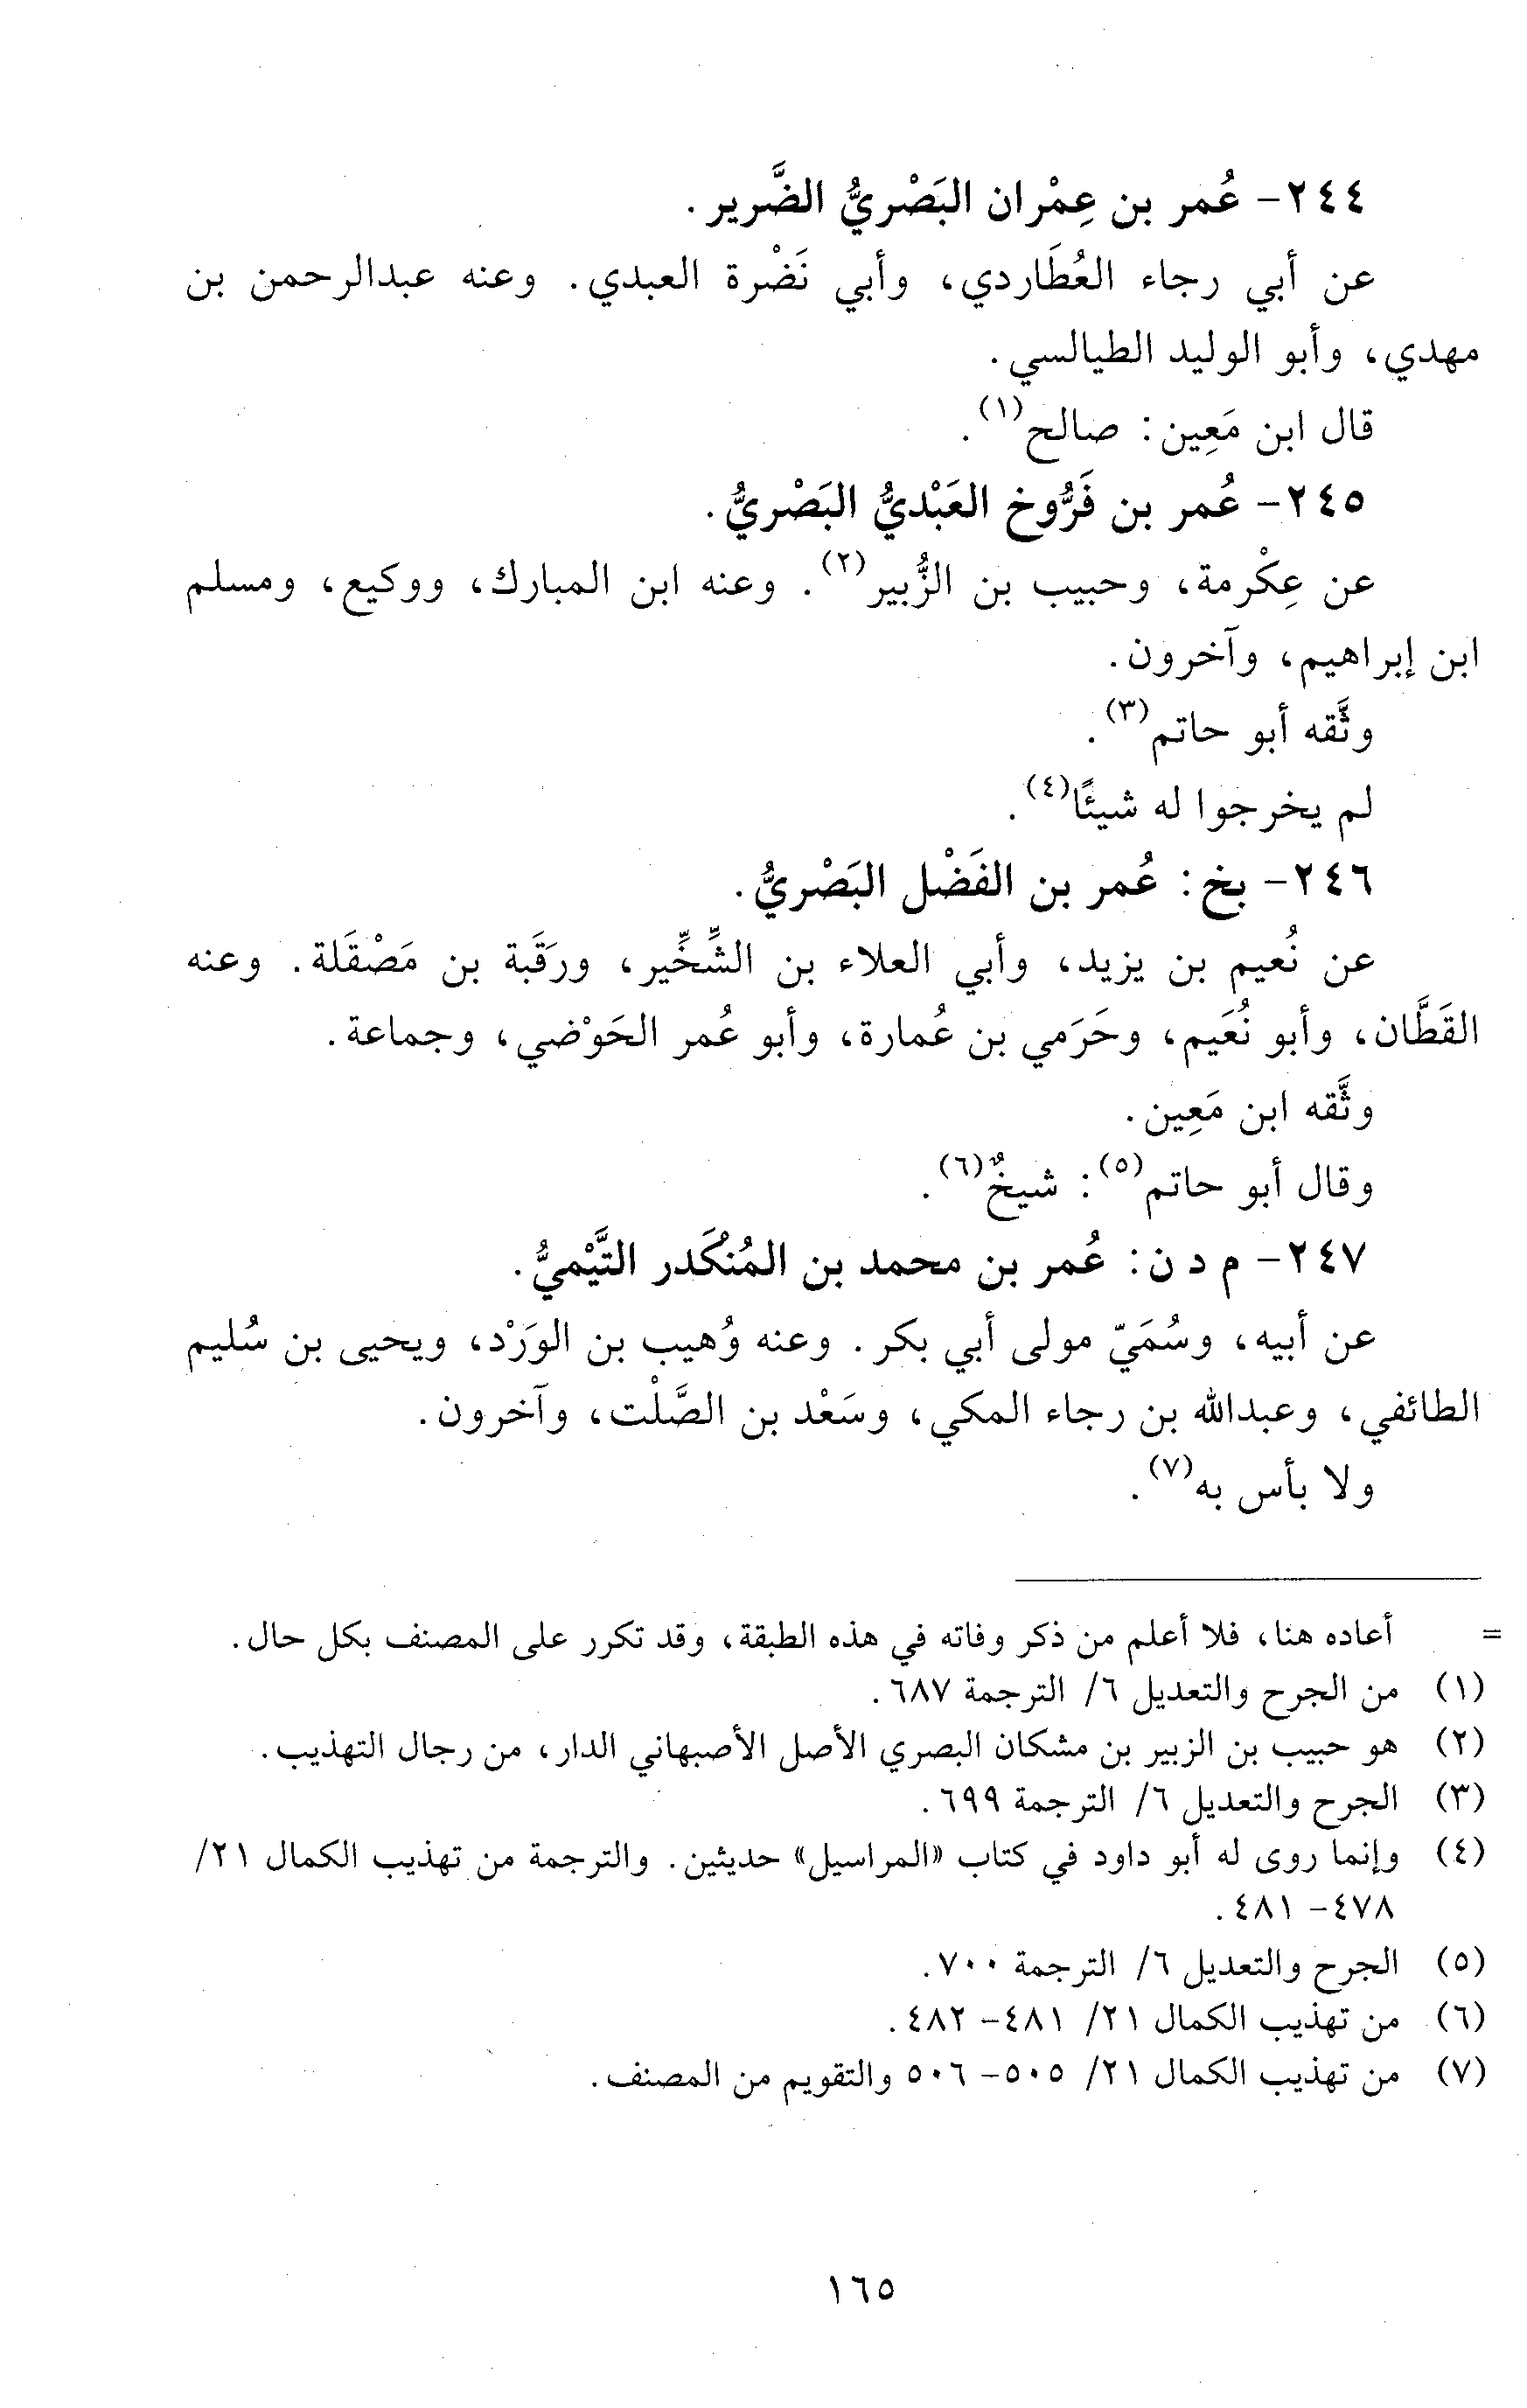 ٢٤٤- عُمر بن عِمْران البَصْريُّ الضَّرير.
عن أبي رجاء العُطَاردي، وأبي نَضْرة العبدي. وعنه عبدالرحمن بن
مهدي، وأبو الوليد الطيالسي.
قال ابن مَعِين: صالح(١).
٢٤٥- عُمر بن فَرُّوخ العَبْديُّ البَصْريُّ.
عن عِكْرمة، وحبيب بن الزُّبير(٢). وعنه ابن المبارك، ووكيع، ومسلم
ابن إبراهيم، وآخرون.
وثَّقه أبو حاتم(٣).
لم يخرجوا له شيئًا(٤).
٢٤٦- بخ: عُمر بن الفَضْل البَصْريُّ.
عن نُعيم بن يزيد، وأبي العلاء بن الشِّخِّير، ورَقَبة بن مَصْقَلة. وعنه
القَطَّان، وأبو نُعَيم، وحَرَمي بن عُمارة، وأبو عُمر الحَوْضي، وجماعة.
وثَّقه ابن مَعِين.
وقال أبو حاتم(٥): شيخٌ(٦).
٢٤٧- م د ن: عُمر بن محمد بن المُنْكَدر التَّيْميُّ.
عن أبيه، وسُمَيّ مولى أبي بكر. وعنه وُهيب بن الوَرْد، ويحيى بن سُليم
الطائفي، وعبدالله بن رجاء المكي، وسَعْد بن الصَّلْت، وآخرون.
ولا بأس به(٧).
= أعاده هنا، فلا أعلم من ذكر وفاته في هذه الطبقة، وقد تكرر على المصنف بكل حال.
(١) من الجرح والتعديل ٦/ الترجمة ٦٨٧.
(٢) هو حبيب بن الزبير بن مشكان البصري الأصل الأصبهاني الدار، من رجال التهذيب.
(٣) الجرح والتعديل ٦/ الترجمة ٦٩٩.
(٤) وإنما روى له أبو داود في كتاب «المراسيل» حديثين. والترجمة من تهذيب الكمال ٢١/
٤٧٨- ٤٨١.
(٥) الجرح والتعديل ٦/ الترجمة ٧٠٠.
(٦) من تهذيب الكمال ٢١/ ٤٨١- ٤٨٢.
(٧) من تهذيب الكمال ٢١/ ٥٠٥- ٥٠٦ والتقويم من المصنف.
١٦٥